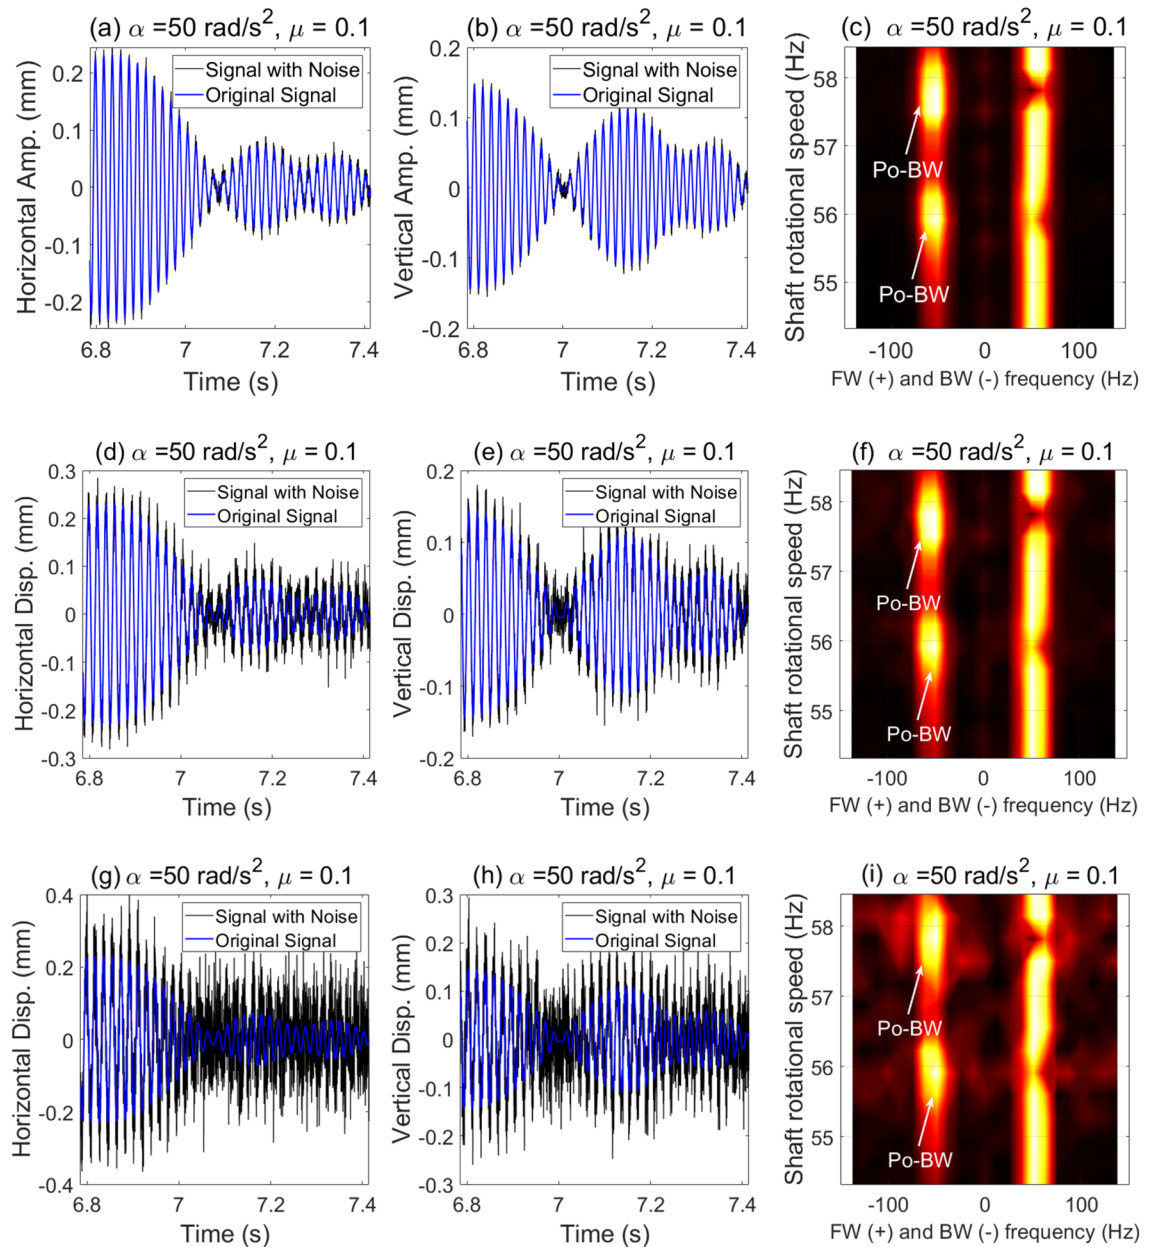 (a) α =50 rad/s², μ = 0.1
(b) α =50 rad/s², μ = 0.1
(c) α =50 rad/s², μ = 0.1
Horizontal Amp. (mm)
0.2
0.1
0
-0.1
-0.2
Signal with Noise
Original Signal
6.8
7
7.2
7.4
Time (s)
Vertical Amp. (mm)
0.2
0.1
0
-0.1
-0.2
Signal with Noise
Original Signal
6.8
7
7.2
7.4
Time (s)
Shaft rotational speed (Hz)
58
57
56
55
Po-BW
Po-BW
-100
0
100
FW (+) and BW (-) frequency (Hz)
(d) α =50 rad/s², μ = 0.1
(e) α =50 rad/s², μ = 0.1
(f) α =50 rad/s², μ = 0.1
Horizontal Disp. (mm)
0.3
0.2
0.1
0
-0.1
-0.2
-0.3
Signal with Noise
Original Signal
6.8
7
7.2
7.4
Time (s)
Vertical Disp. (mm)
0.2
0.1
0
-0.1
-0.2
Signal with Noise
Original Signal
6.8
7
7.2
7.4
Time (s)
Shaft rotational speed (Hz)
58
57
56
55
Po-BW
Po-BW
-100
0
100
FW (+) and BW (-) frequency (Hz)
(g) α =50 rad/s², μ = 0.1
(h) α =50 rad/s², μ = 0.1
(i) α =50 rad/s², μ = 0.1
Horizontal Disp. (mm)
0.4
0.2
0
-0.2
-0.4
Signal with Noise
Original Signal
6.8
7
7.2
7.4
Time (s)
Vertical Disp. (mm)
0.3
0.2
0.1
0
-0.1
-0.2
-0.3
Signal with Noise
Original Signal
6.8
7
7.2
7.4
Time (s)
Shaft rotational speed (Hz)
58
57
56
55
Po-BW
Po-BW
-100
0
100
FW (+) and BW (-) frequency (Hz)